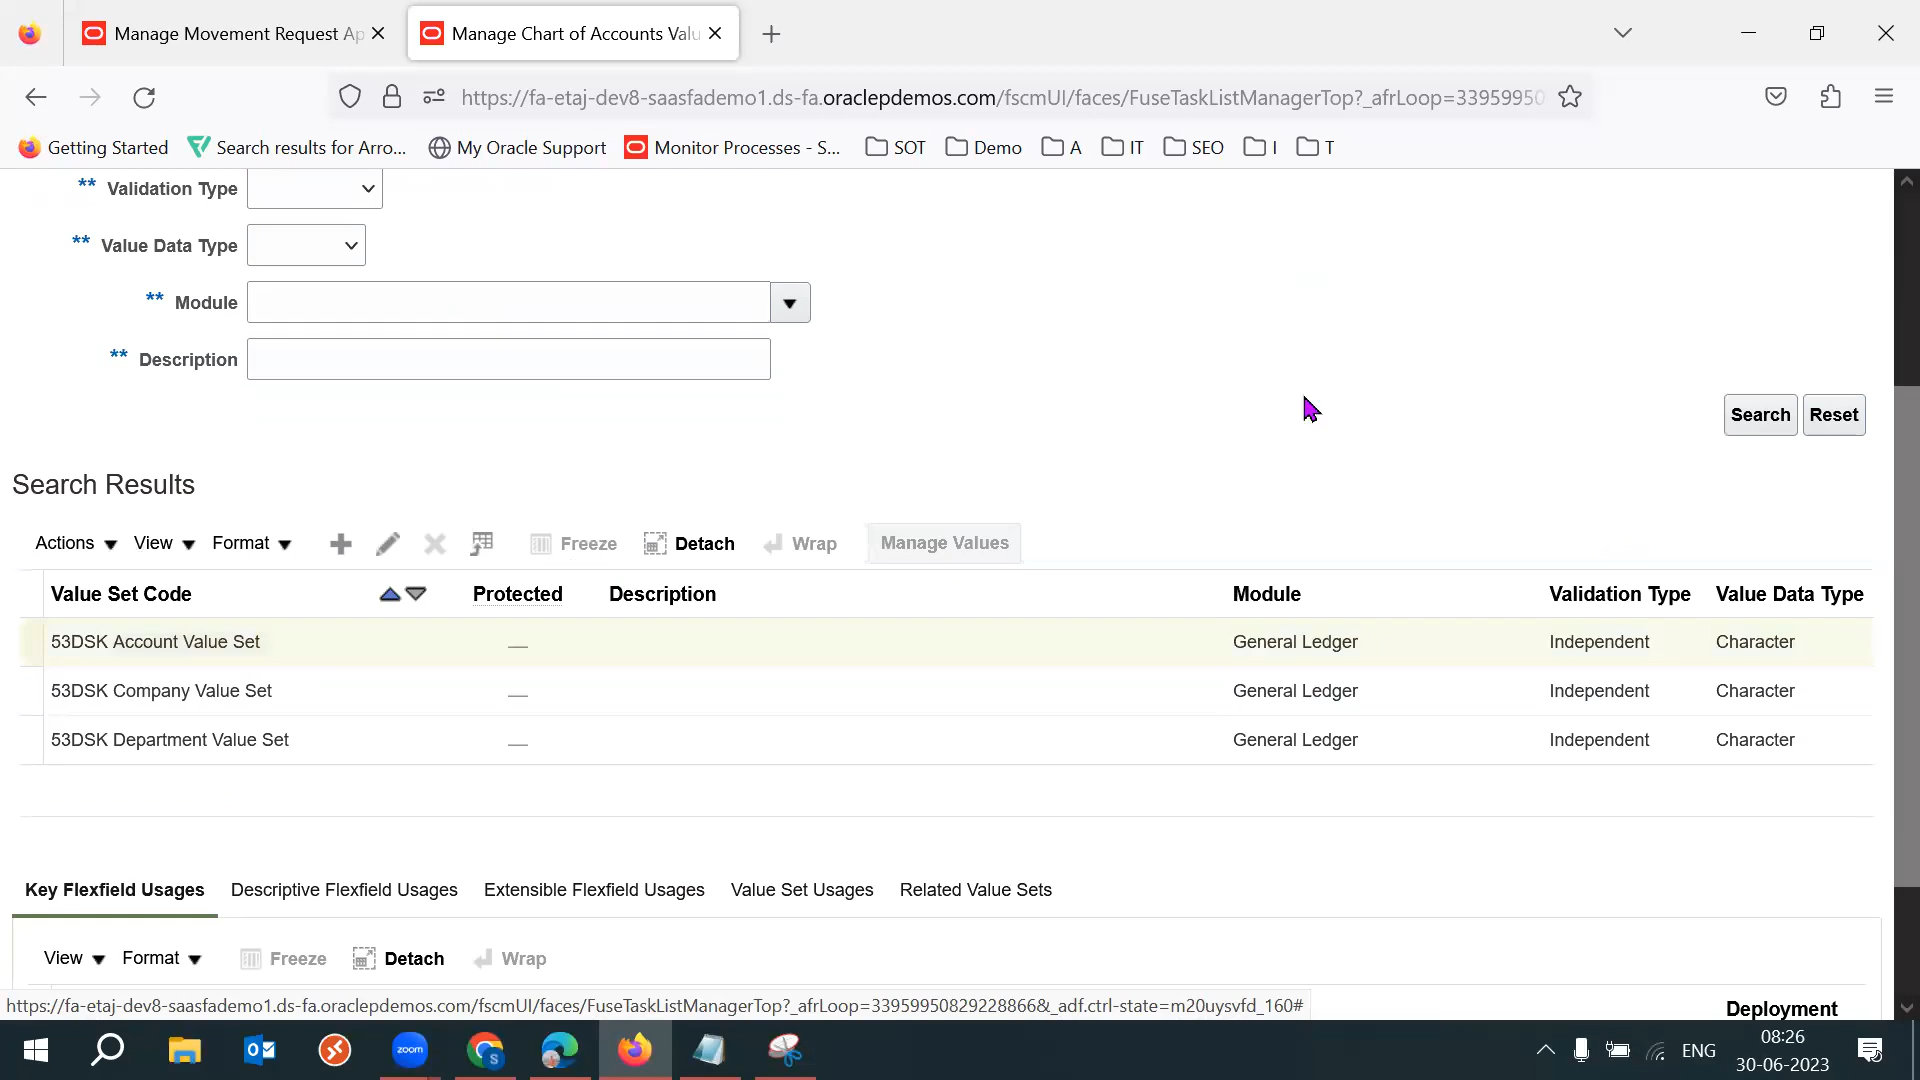 Manage Movement Request Ap
Manage Chart of Accounts Valu
https://fa-etaj-dev8-saasfademo1.ds-fa.oraclepdemos.com/fscmUI/faces/FuseTaskListManagerTop?_afrLoop=33959950
Getting Started
Search results for Arro...
My Oracle Support
Monitor Processes - S...
SOT
Demo
A
IT
SEO
I
T
** Validation Type
** Value Data Type
** Module
** Description
Search
Reset
Search Results
Actions View Format Freeze Detach Wrap Manage Values
Value Set Code Protected Description Module Validation Type Value Data Type
53DSK Account Value Set General Ledger Independent Character
53DSK Company Value Set General Ledger Independent Character
53DSK Department Value Set General Ledger Independent Character
Key Flexfield Usages Descriptive Flexfield Usages Extensible Flexfield Usages Value Set Usages Related Value Sets
View Format Freeze Detach Wrap
https://fa-etaj-dev8-saasfademo1.ds-fa.oraclepdemos.com/fscmUI/faces/FuseTaskListManagerTop?_afrLoop=33959950829228866&_adf.ctrl-state=m20uysvfd_160#
Deployment
zoom
S
ENG
08:26
30-06-2023